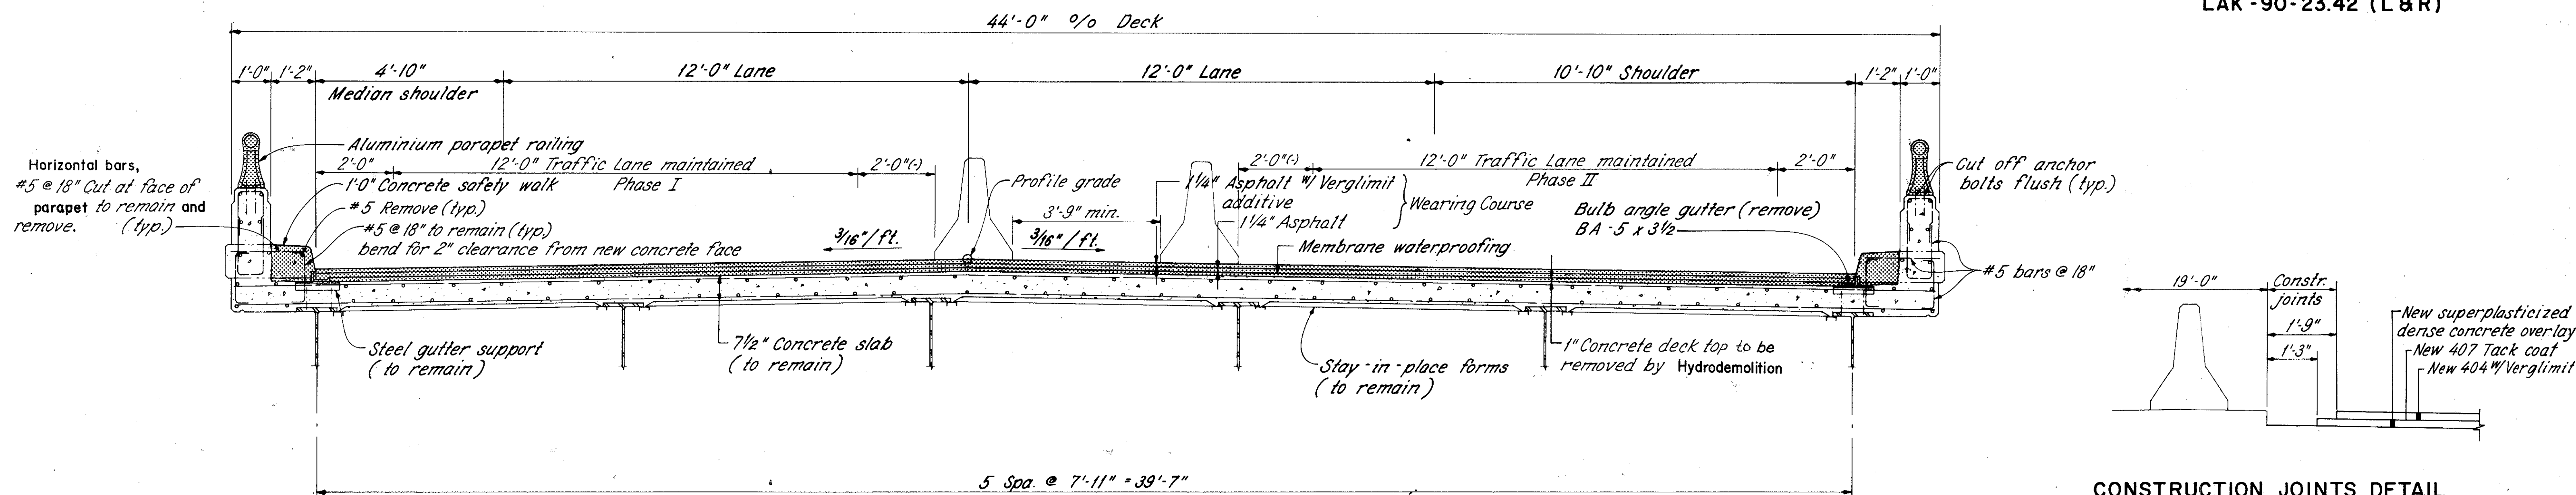 LAK-90-23.42 (L&R)
44'-0" o/o Deck
1'-0" 1'-2" 4'-10" 12'-0" Lane 12'-0" Lane 10'-10" Shoulder 1'-2" 1'-0"
Median shoulder
Aluminium parapet railing
Horizontal bars,
#5 @ 18" Cut at face of
parapet to remain and
remove. (typ.)
2'-0" 12'-0" Traffic Lane maintained 2'-0"(-)
Phase I
1'-0" Concrete safety walk
#5 Remove (typ.)
#5 @ 18" to remain (typ.)
bend for 2" clearance from new concrete face
3/16"/ft. 3/16"/ft.
Profile grade
3'-9" min.
2'-0"(-) 12'-0" Traffic Lane maintained 2'-0"
Phase II
1 1/4" Asphalt w/ Verglimit
additive
1 1/4" Asphalt
Wearing Course
Membrane waterproofing
Bulb angle gutter (remove)
BA-5 x 3 1/2
Cut off anchor
bolts flush (typ.)
#5 bars @ 18"
Steel gutter support
(to remain)
7 1/2" Concrete slab
(to remain)
Stay-in-place forms
(to remain)
1" Concrete deck top to be
removed by Hydrodemolition
5 Spa. @ 7'-11" = 39'-7"
19'-0" Constr.
joints
1'-9"
1'-3"
New superplasticized
dense concrete overlay
New 407 Tack coat
New 404 w/Verglimit
CONSTRUCTION JOINTS DETAIL